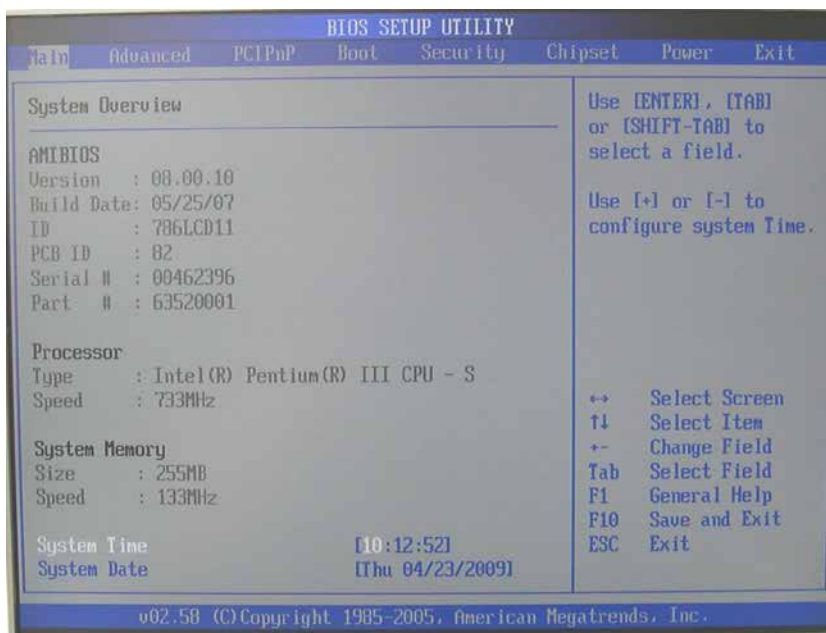 BIOS SETUP UTILITY
Main Advanced PCIPnP Boot Security Chipset Power Exit
System Overview
AMIBIOS
Version : 08.00.10
Build Date: 05/25/07
ID : 786LCD11
PCB ID : 82
Serial # : 00462396
Part # : 63520001
Processor
Type : Intel(R) Pentium(R) III CPU - S
Speed : 733MHz
System Memory
Size : 255MB
Speed : 133MHz
System Time [10:12:52]
System Date [Thu 04/23/2009]
Use [ENTER], [TAB]
or [SHIFT-TAB] to
select a field.
Use [+] or [-] to
configure system Time.
↔ Select Screen
↑↓ Select Item
+- Change Field
Tab Select Field
F1 General Help
F10 Save and Exit
ESC Exit
v02.58 (C)Copyright 1985-2005, American Megatrends, Inc.